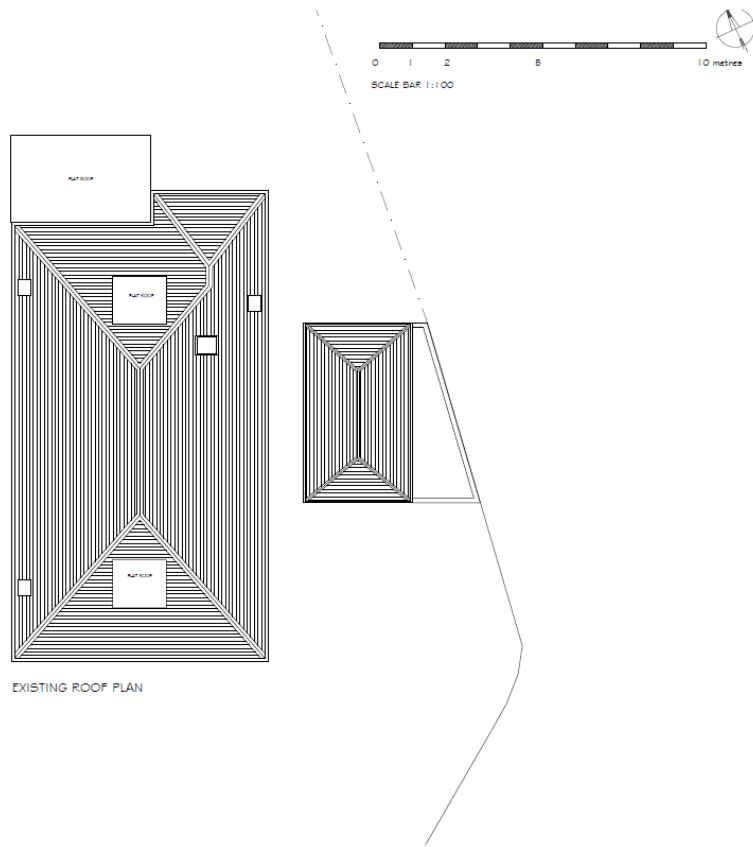 0 1 2 5 10 metres
SCALE BAR 1:100
FLAT ROOF
FLAT ROOF
FLAT ROOF
EXISTING ROOF PLAN